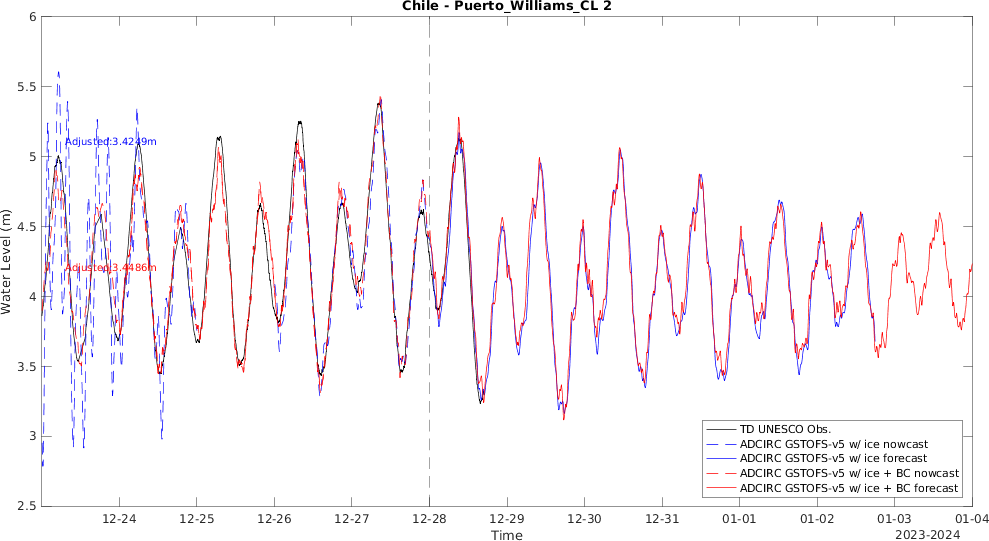 Chile - Puerto_Williams_CL 2
6
5.5
5
4.5
4
3.5
3
2.5
Water Level (m)
Adjusted:3.4249m
Adjusted:3.4486m
TD UNESCO Obs.
ADCIRC GSTOFS-v5 w/ ice nowcast
ADCIRC GSTOFS-v5 w/ ice forecast
ADCIRC GSTOFS-v5 w/ ice + BC nowcast
ADCIRC GSTOFS-v5 w/ ice + BC forecast
12-24 12-25 12-26 12-27 12-28 12-29 12-30 12-31 01-01 01-02 01-03 01-04
Time
2023-2024